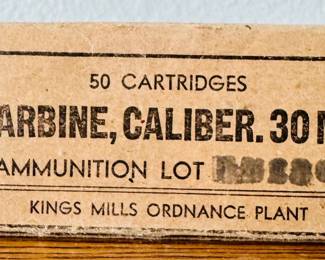 50 CARTRIDGES
ARBINE, CALIBER .30 M
AMMUNITION LOT
KINGS MILLS ORDNANCE PLANT